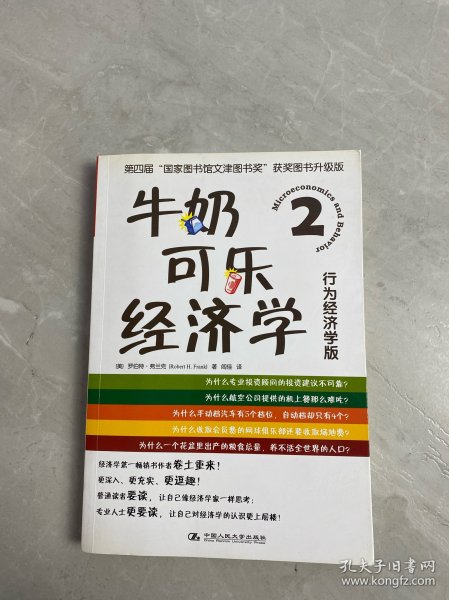 第四届“国家图书馆文津图书奖”获奖图书升级版
牛奶
可乐
经济学
2
Microeconomics and Behavior
行为经济学版
[美] 罗伯特·弗兰克 (Robert H. Frank) 著 闾佳 译
为什么专业投资顾问的投资建议不可靠?
为什么航空公司提供的机上餐那么难吃?
为什么手动档汽车有5个档位,自动档却只有4个?
为什么收取会员费的网球俱乐部还要收取场地费?
为什么一个花盆里出产的粮食总量,养不活全世界的人口?
经济学第一畅销书作者卷土重来!
更深入、更充实、更逗趣!
普通读者要读,让自己像经济学家一样思考;
专业人士更要读,让自己对经济学的认识更上层楼!
中国人民大学出版社
China Renmin University Press
孔夫子旧书网
www.kongfz.com